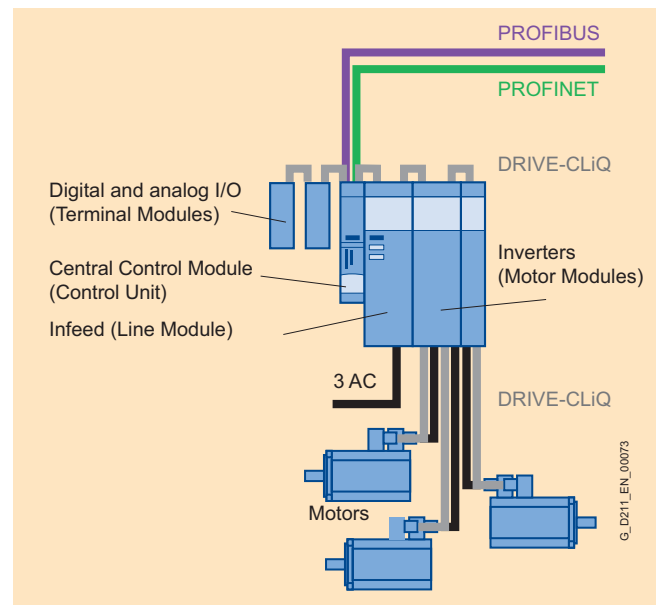 PROFIBUS
PROFINET
DRIVE-CLiQ
Digital and analog I/O
(Terminal Modules)
Central Control Module
(Control Unit)
Infeed (Line Module)
Inverters
(Motor Modules)
3 AC
DRIVE-CLiQ
Motors
G_D211_EN_00073